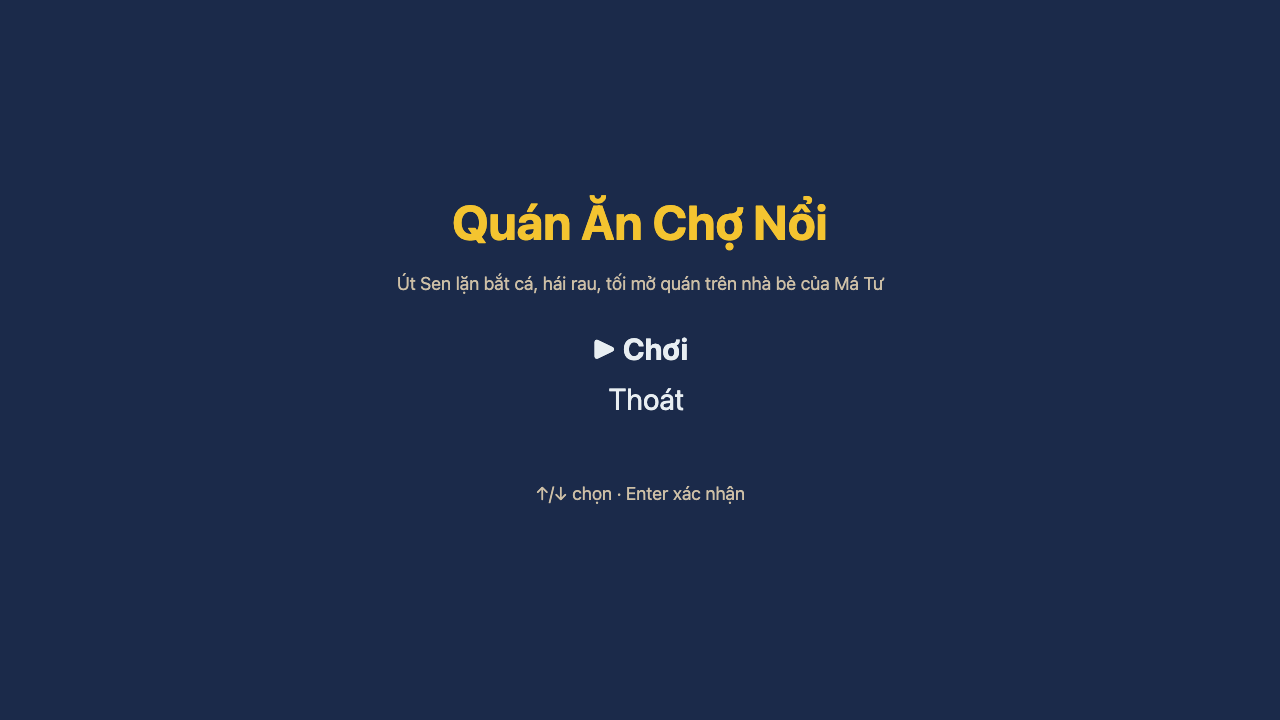 Quán Ăn Chợ Nổi
Út Sen lặn bắt cá, hái rau, tối mở quán trên nhà bè của Má Tư
▶ Chơi
Thoát
↑/↓ chọn · Enter xác nhận